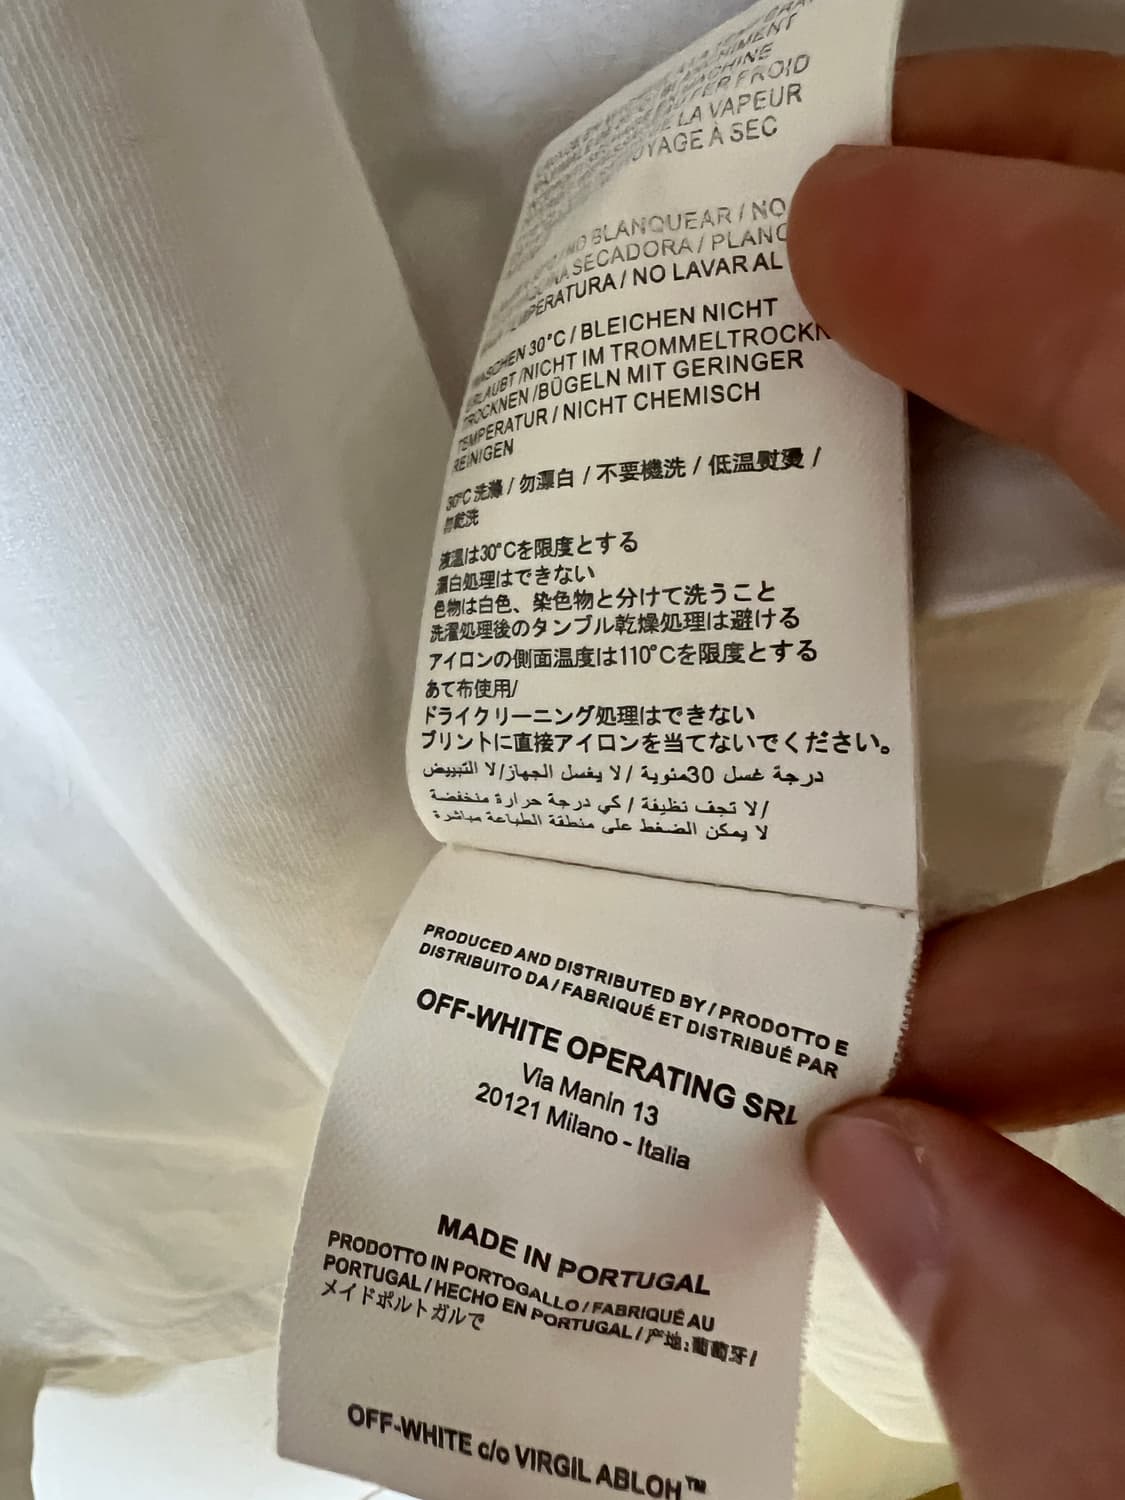 LA VAPEUR
À SEC
BLANQUEAR / NO
SECADORA /
NO LAVAR AL
WASCHEN 30°C / BLEICHEN NICHT
ERLAUBT /NICHT IM
TROCKNEN /BÜGELN MIT GERINGER
TEMPERATUR / NICHT CHEMISCH
REINIGEN
30°C 洗滌 / 勿漂白 / 不要機洗 / 低温熨燙 /
勿乾洗
液温は30°Cを限度とする
漂白処理はできない
色物は白色、染色物と分けて洗うこと
洗濯処理後のタンブル乾燥処理は避ける
アイロンの側面温度は110°Cを限度とする
あて布使用/
ドライクリーニング処理はできない
プリントに直接アイロンを当てないでください。
درجة غسل 30مئوية / لا يغسل الجهاز/ لا التبييض
/ لا تجف نظيفة / كي درجة حرارة منخفضة
لا يمكن الضغط على منطقة الطباعة مباشرة
PRODUCED AND DISTRIBUTED BY / PRODOTTO E
DISTRIBUITO DA / FABRIQUÉ ET DISTRIBUÉ PAR
OFF-WHITE OPERATING SRL
Via Manin 13
20121 Milano - Italia
MADE IN PORTUGAL
PRODOTTO IN PORTOGALLO / FABRIQUÉ AU
PORTUGAL / HECHO EN PORTUGAL / 产地:葡萄牙/
メイドポルトガルで
OFF-WHITE c/o VIRGIL ABLOH™